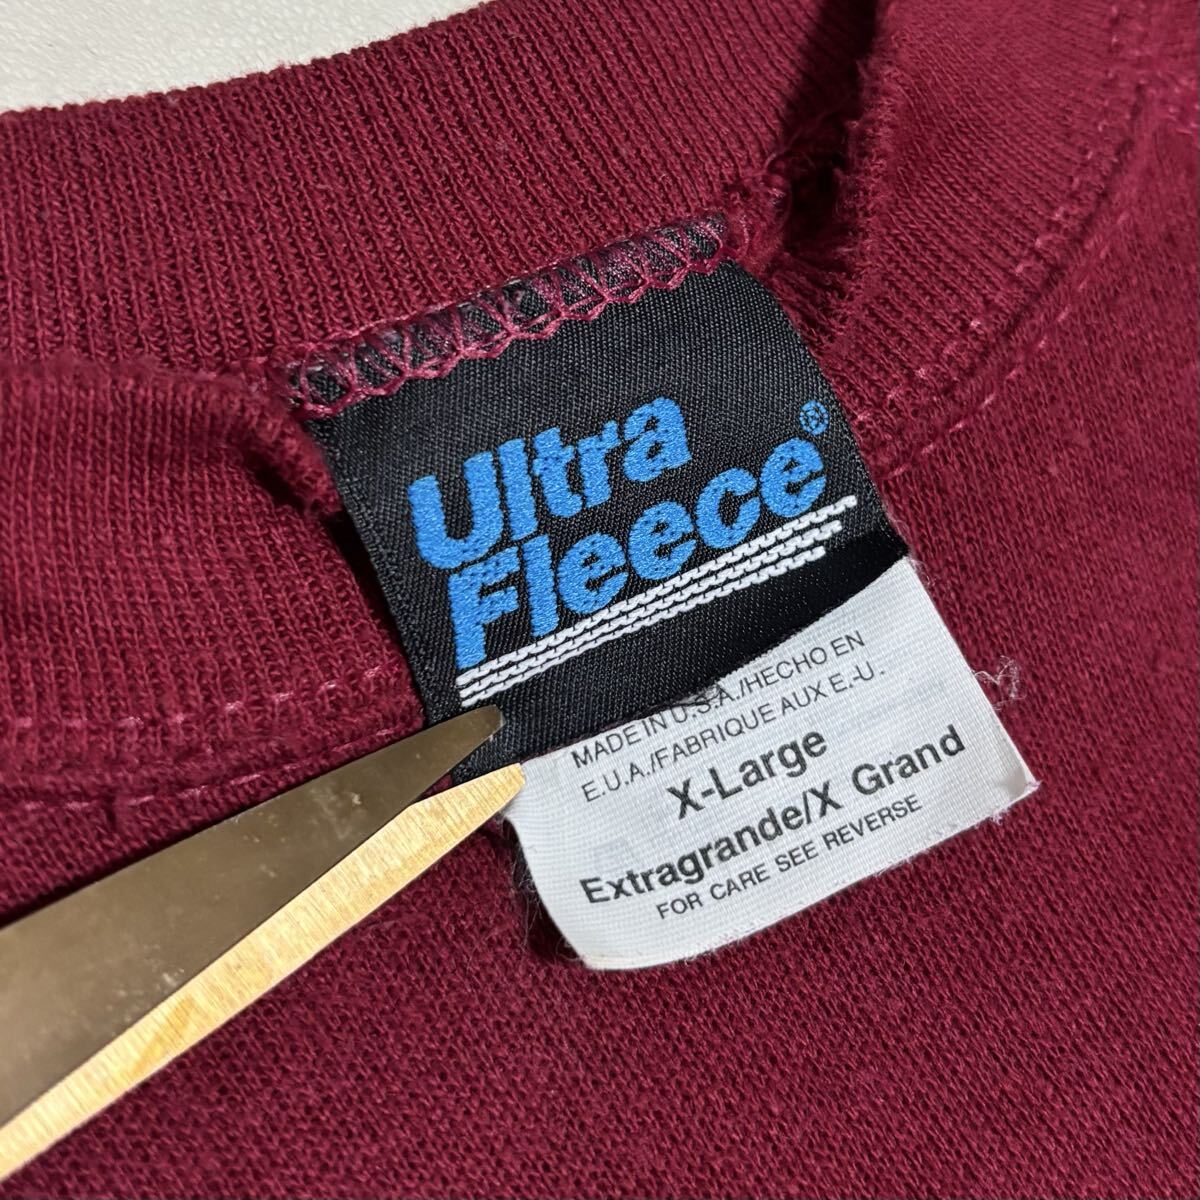 Ultra
Fleece®
MADE IN U.S.A./HECHO EN
E.U.A./FABRIQUE AUX E.-U.
X-Large
Extragrande/X Grand
FOR CARE SEE REVERSE